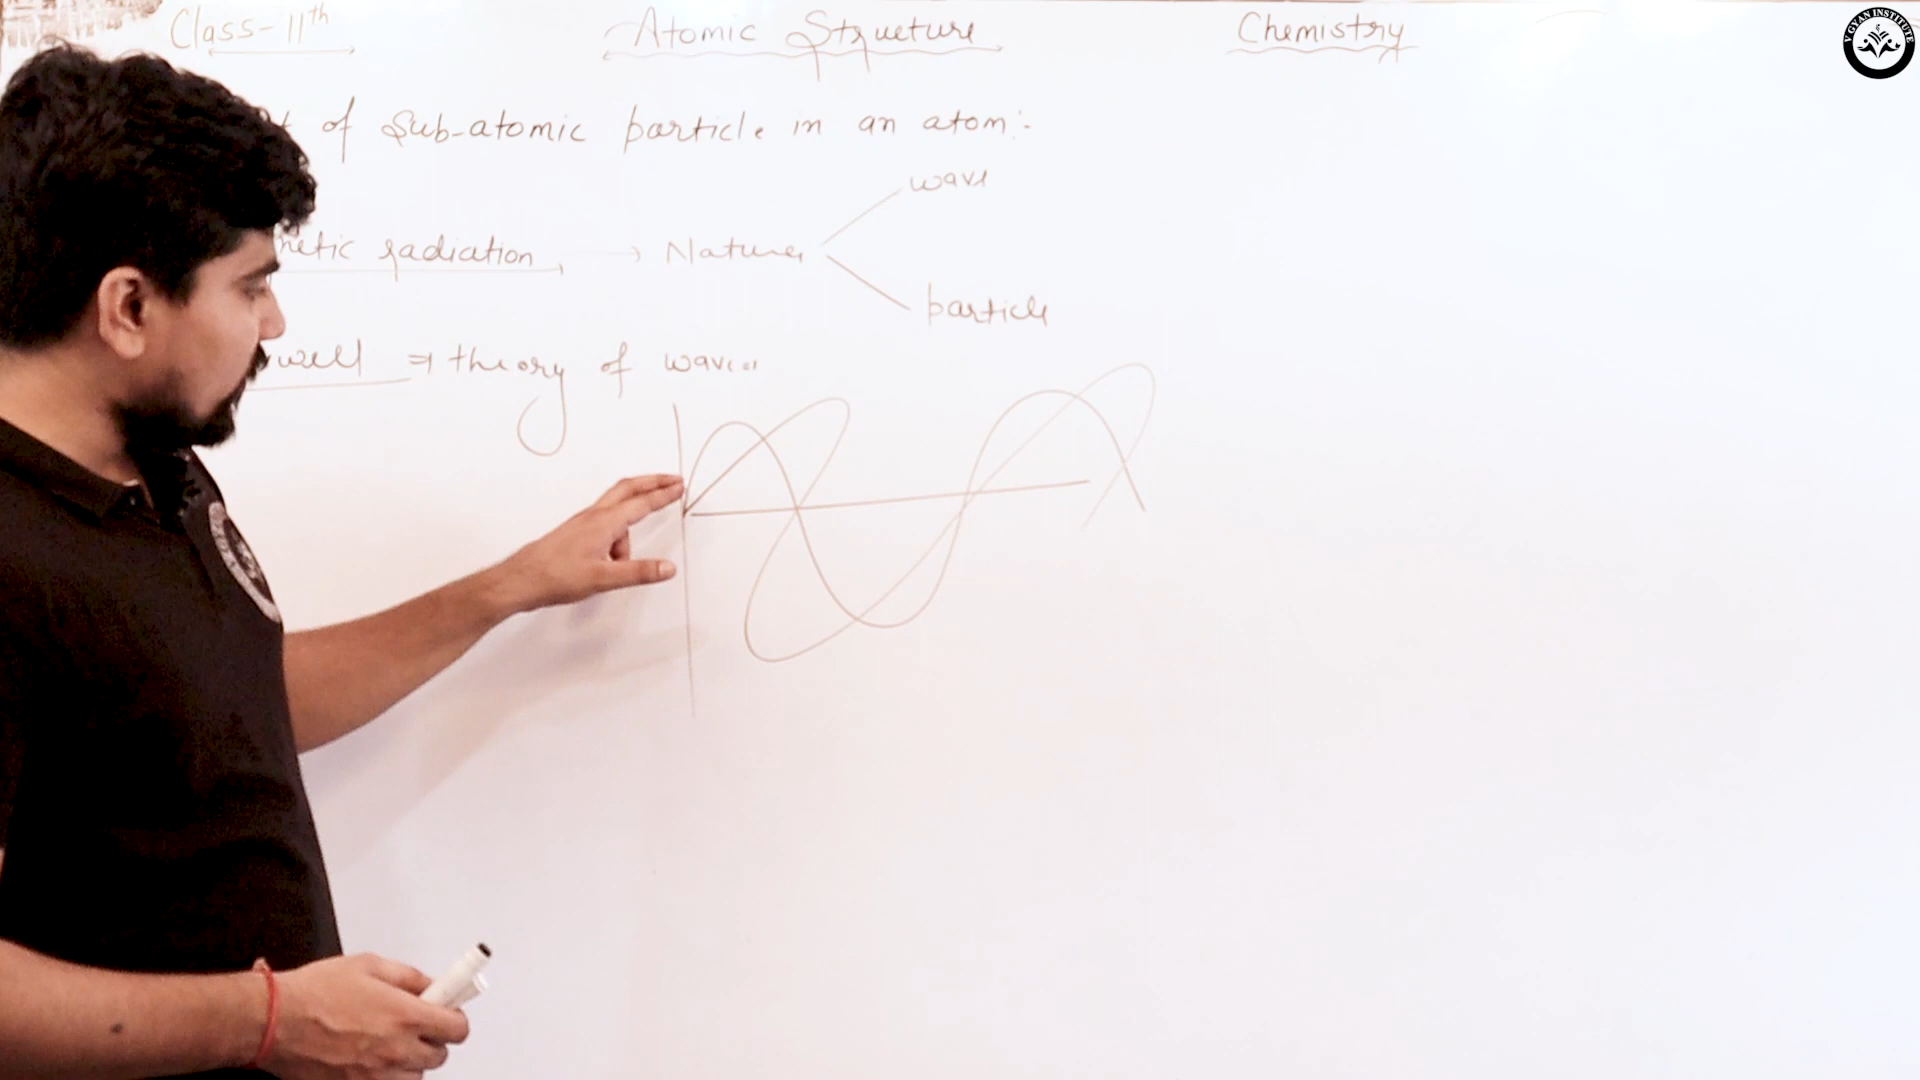 Class-11th
Atomic Structure
Chemistry
V GYAN INSTITUTE
of Sub-atomic particle in an atom:-
wave
netic radiation → Nature
particle
well ⇒ theory of wave